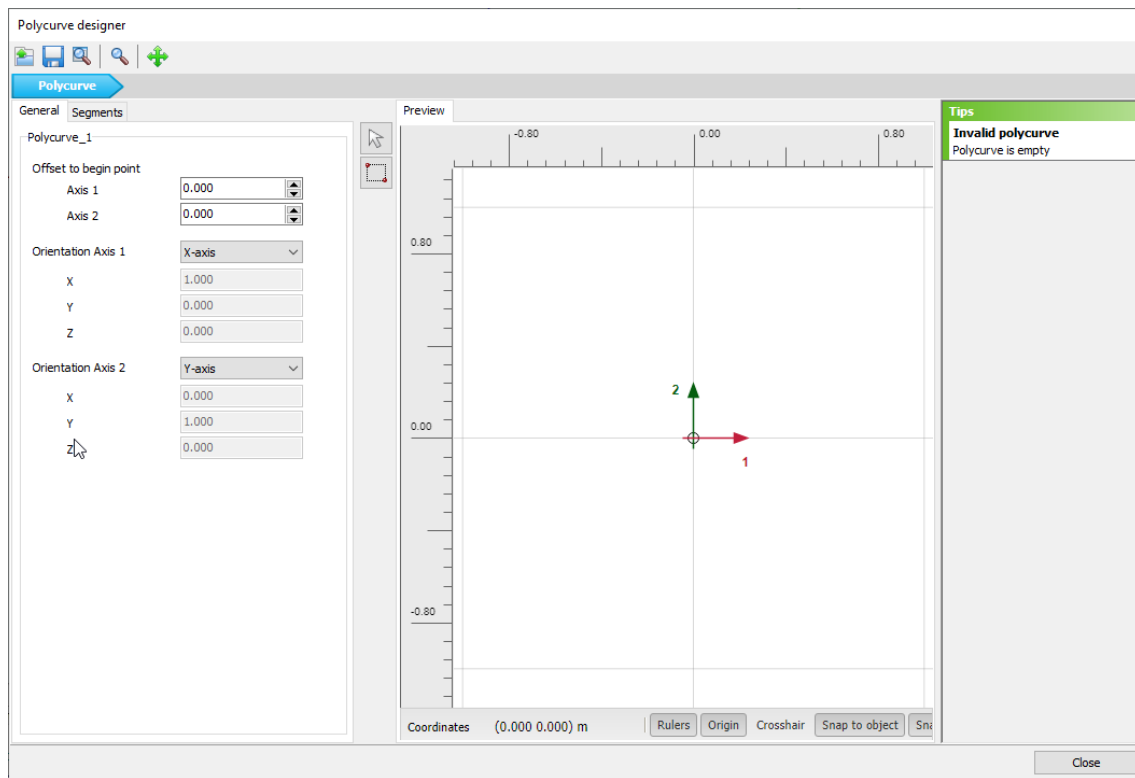 Polycurve designer
Polycurve
General Segments
Polycurve_1
Offset to begin point
Axis 1 0.000
Axis 2 0.000
Orientation Axis 1 X-axis
X 1.000
Y 0.000
Z 0.000
Orientation Axis 2 Y-axis
X 0.000
Y 1.000
Z 0.000
Preview
-0.80 0.00 0.80
0.80
2
0.00
1
-0.80
Coordinates (0.000 0.000) m Rulers Origin Crosshair Snap to object
Tips
Invalid polycurve
Polycurve is empty
Close